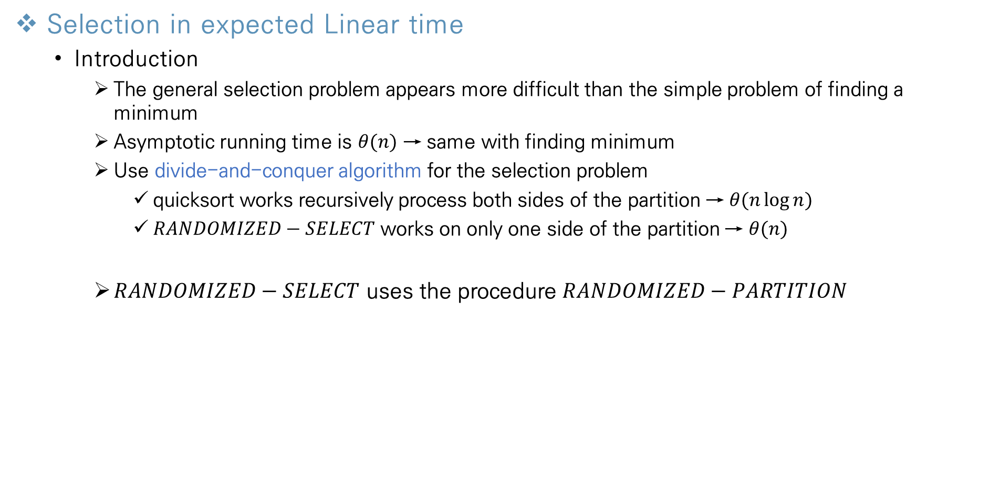 ❖ Selection in expected Linear time
• Introduction
➢ The general selection problem appears more difficult than the simple problem of finding a
minimum
➢ Asymptotic running time is θ(n) → same with finding minimum
➢ Use divide-and-conquer algorithm for the selection problem
✓ quicksort works recursively process both sides of the partition → θ(n log n)
✓ RANDOMIZED − SELECT works on only one side of the partition → θ(n)
➢ RANDOMIZED − SELECT uses the procedure RANDOMIZED − PARTITION